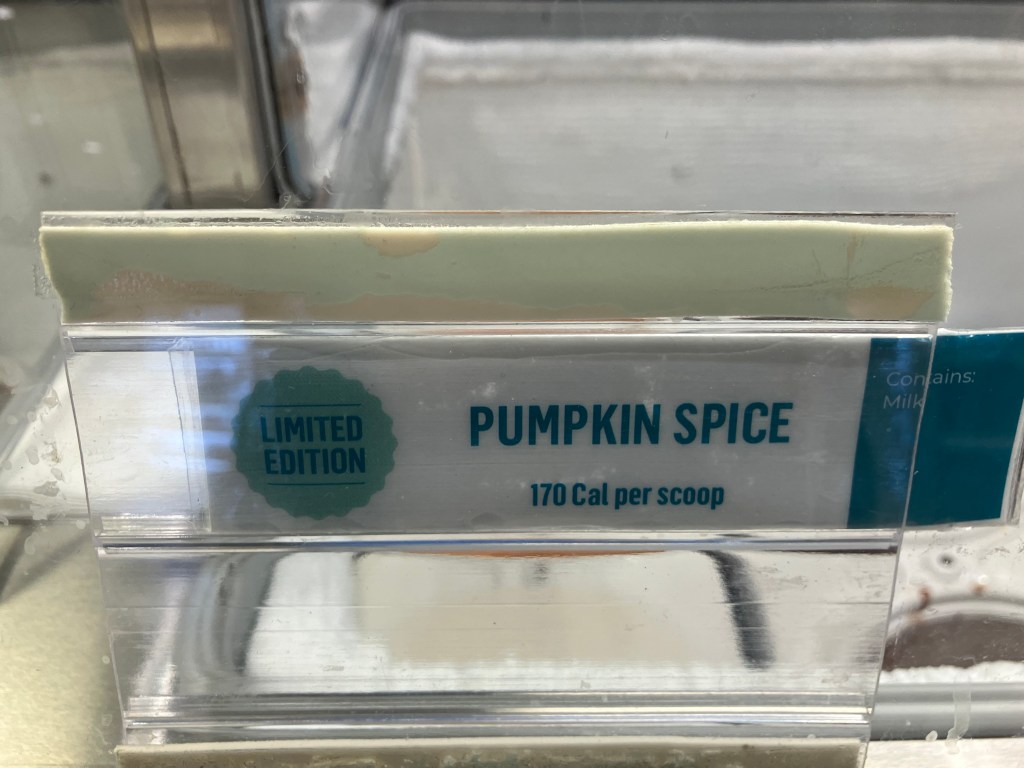 LIMITED
EDITION
PUMPKIN SPICE
170 Cal per scoop
Contains:
Milk